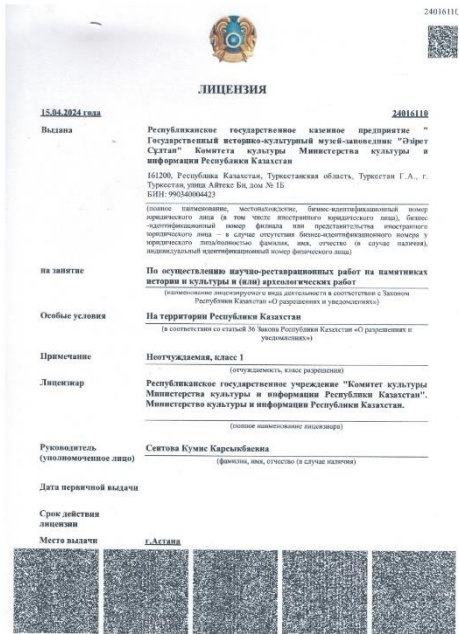 24016110
ЛИЦЕНЗИЯ
15.04.2024 года
24016110
Выдана
Республиканское государственное казенное предприятие "
Государственный историко-культурный музей-заповедник "Әзірет
Сұлтан" Комитета культуры Министерства культуры и
информации Республики Казахстан
161200, Республика Казахстан, Туркестанская область, Туркестан Г.А., г.
Туркестан, улица Айтеке Би, дом № 1Б
БИН: 990340004423
(полное наименование, местонахождение, бизнес-идентификационный номер
юридического лица (в том числе иностранного юридического лица), бизнес
-идентификационный номер филиала или представительства иностранного
юридического лица – в случае отсутствия бизнес-идентификационного номера у
юридического лица/полностью фамилия, имя, отчество (в случае наличия),
индивидуальный идентификационный номер физического лица)
на занятие
По осуществлению научно-реставрационных работ на памятниках
истории и культуры и (или) археологических работ
(наименование лицензируемого вида деятельности в соответствии с Законом
Республики Казахстан «О разрешениях и уведомлениях»)
Особые условия
На территории Республики Казахстан
(в соответствии со статьей 36 Закона Республики Казахстан «О разрешениях и
уведомлениях»)
Примечание
Неотчуждаемая, класс 1
(отчуждаемость, класс разрешения)
Лицензиар
Республиканское государственное учреждение "Комитет культуры
Министерства культуры и информации Республики Казахстан".
Министерство культуры и информации Республики Казахстан.
(полное наименование лицензиара)
Руководитель
(уполномоченное лицо)
Сеитова Кумис Карсыкбаевна
(фамилия, имя, отчество (в случае наличия)
Дата первичной выдачи
Срок действия
лицензии
Место выдачи
г.Астана